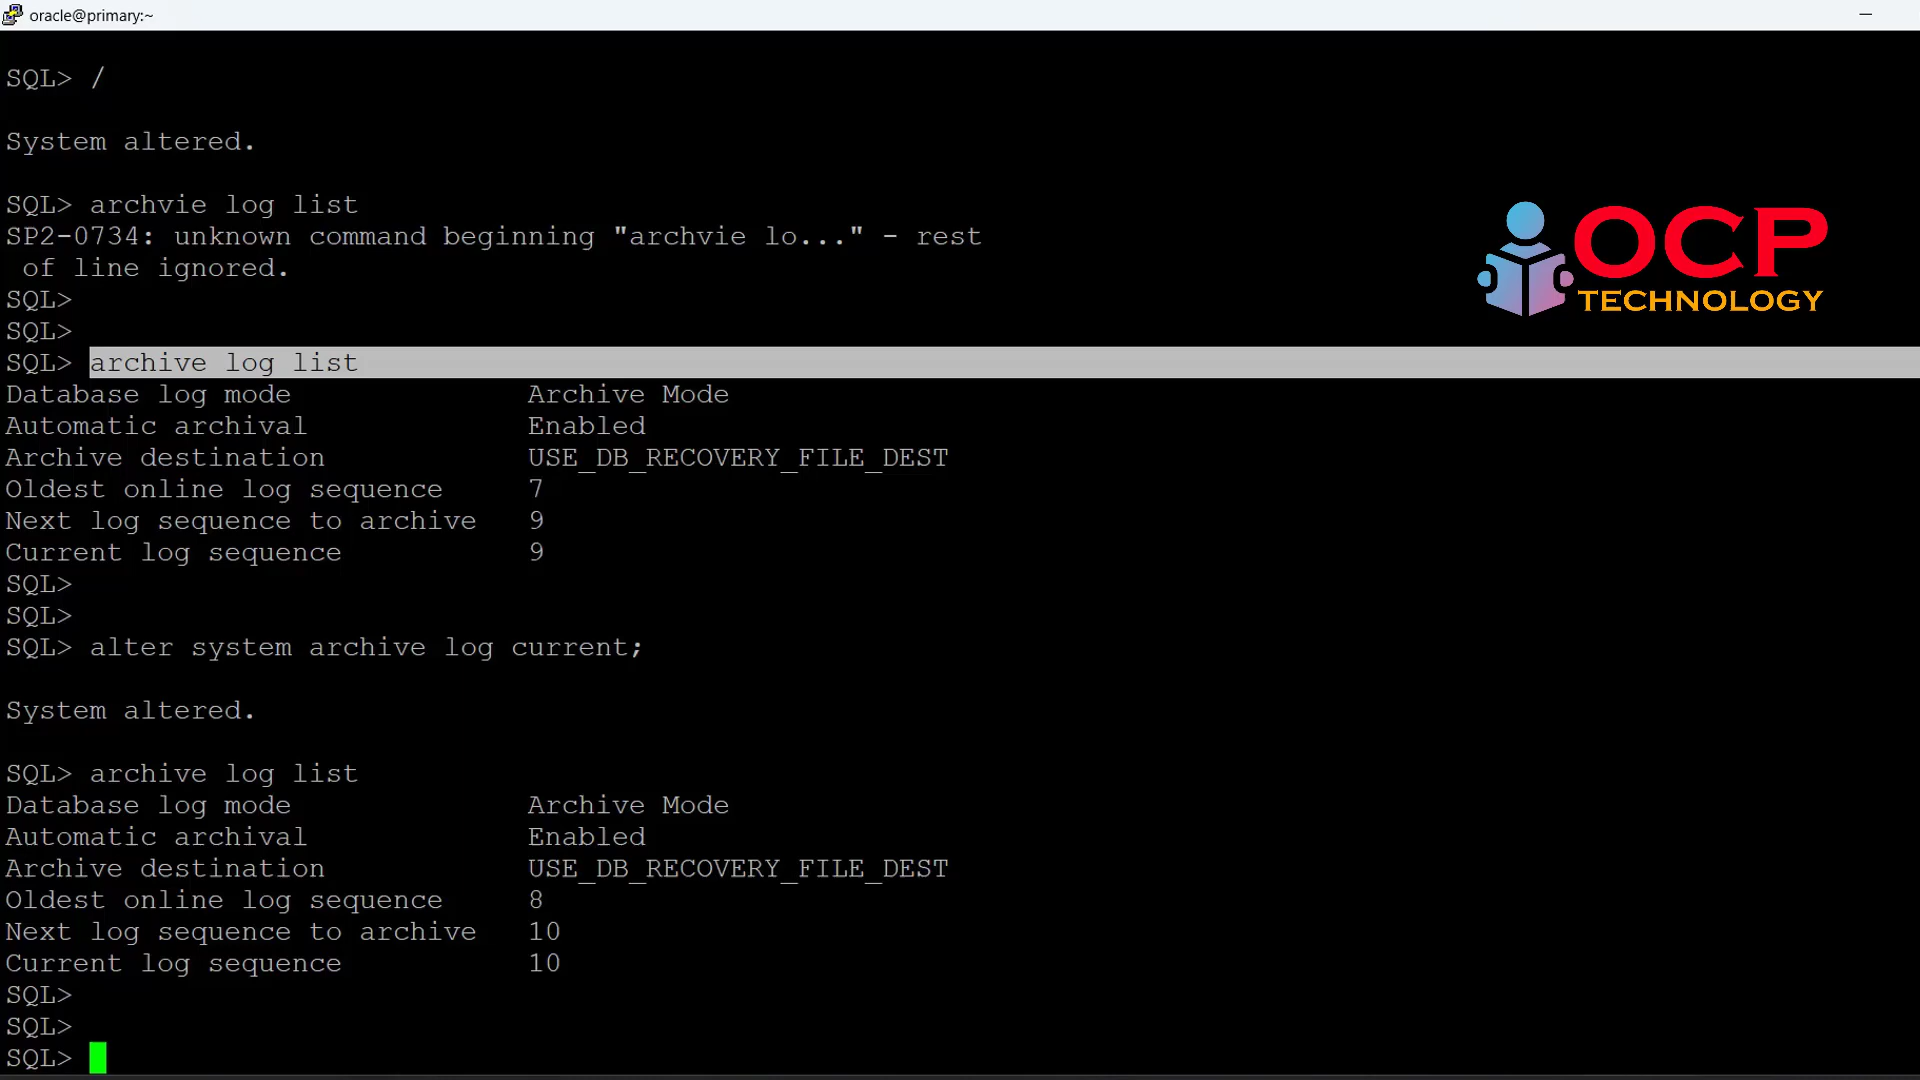 oracle@primary:~
SQL> /
System altered.
SQL> archvie log list
SP2-0734: unknown command beginning "archvie lo..." - rest
of line ignored.
SQL>
SQL>
SQL> archive log list
Database log mode Archive Mode
Automatic archival Enabled
Archive destination USE_DB_RECOVERY_FILE_DEST
Oldest online log sequence 7
Next log sequence to archive 9
Current log sequence 9
SQL>
SQL>
SQL> alter system archive log current;
System altered.
SQL> archive log list
Database log mode Archive Mode
Automatic archival Enabled
Archive destination USE_DB_RECOVERY_FILE_DEST
Oldest online log sequence 8
Next log sequence to archive 10
Current log sequence 10
SQL>
SQL>
SQL>
OCP
TECHNOLOGY